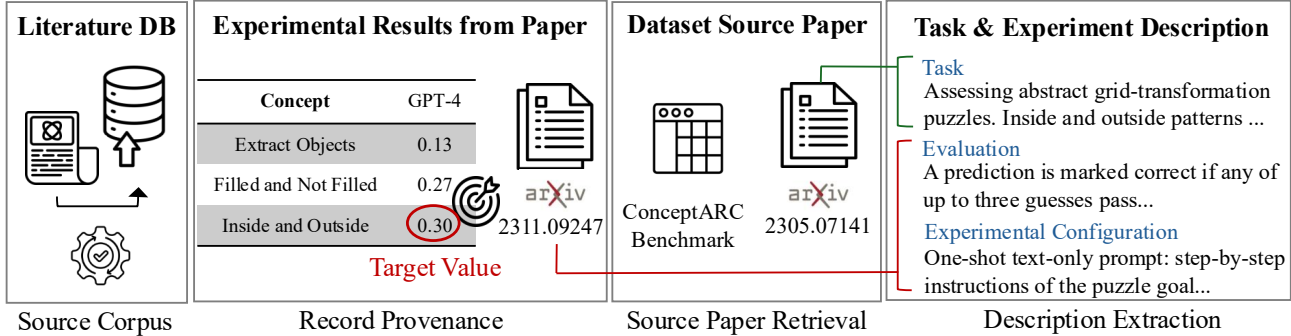 Literature DB
Source Corpus
Experimental Results from Paper
Concept GPT-4
Extract Objects 0.13
Filled and Not Filled 0.27
Inside and Outside 0.30
Target Value
arXiv
2311.09247
Record Provenance
Dataset Source Paper
ConceptARC
Benchmark
arXiv
2305.07141
Source Paper Retrieval
Task & Experiment Description
Task
Assessing abstract grid-transformation
puzzles. Inside and outside patterns ...
Evaluation
A prediction is marked correct if any of
up to three guesses pass...
Experimental Configuration
One-shot text-only prompt: step-by-step
instructions of the puzzle goal...
Description Extraction